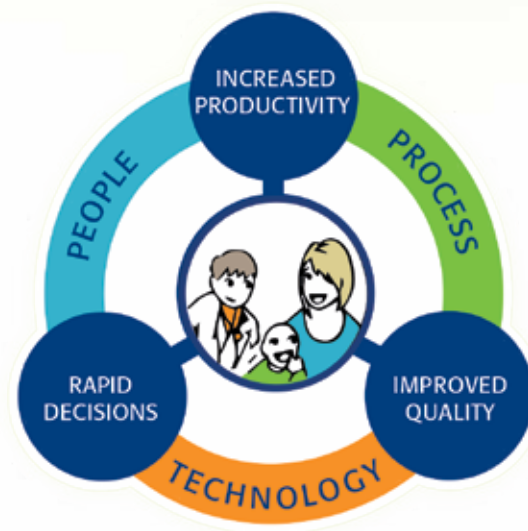 INCREASED
PRODUCTIVITY
PEOPLE
PROCESS
RAPID
DECISIONS
IMPROVED
QUALITY
TECHNOLOGY